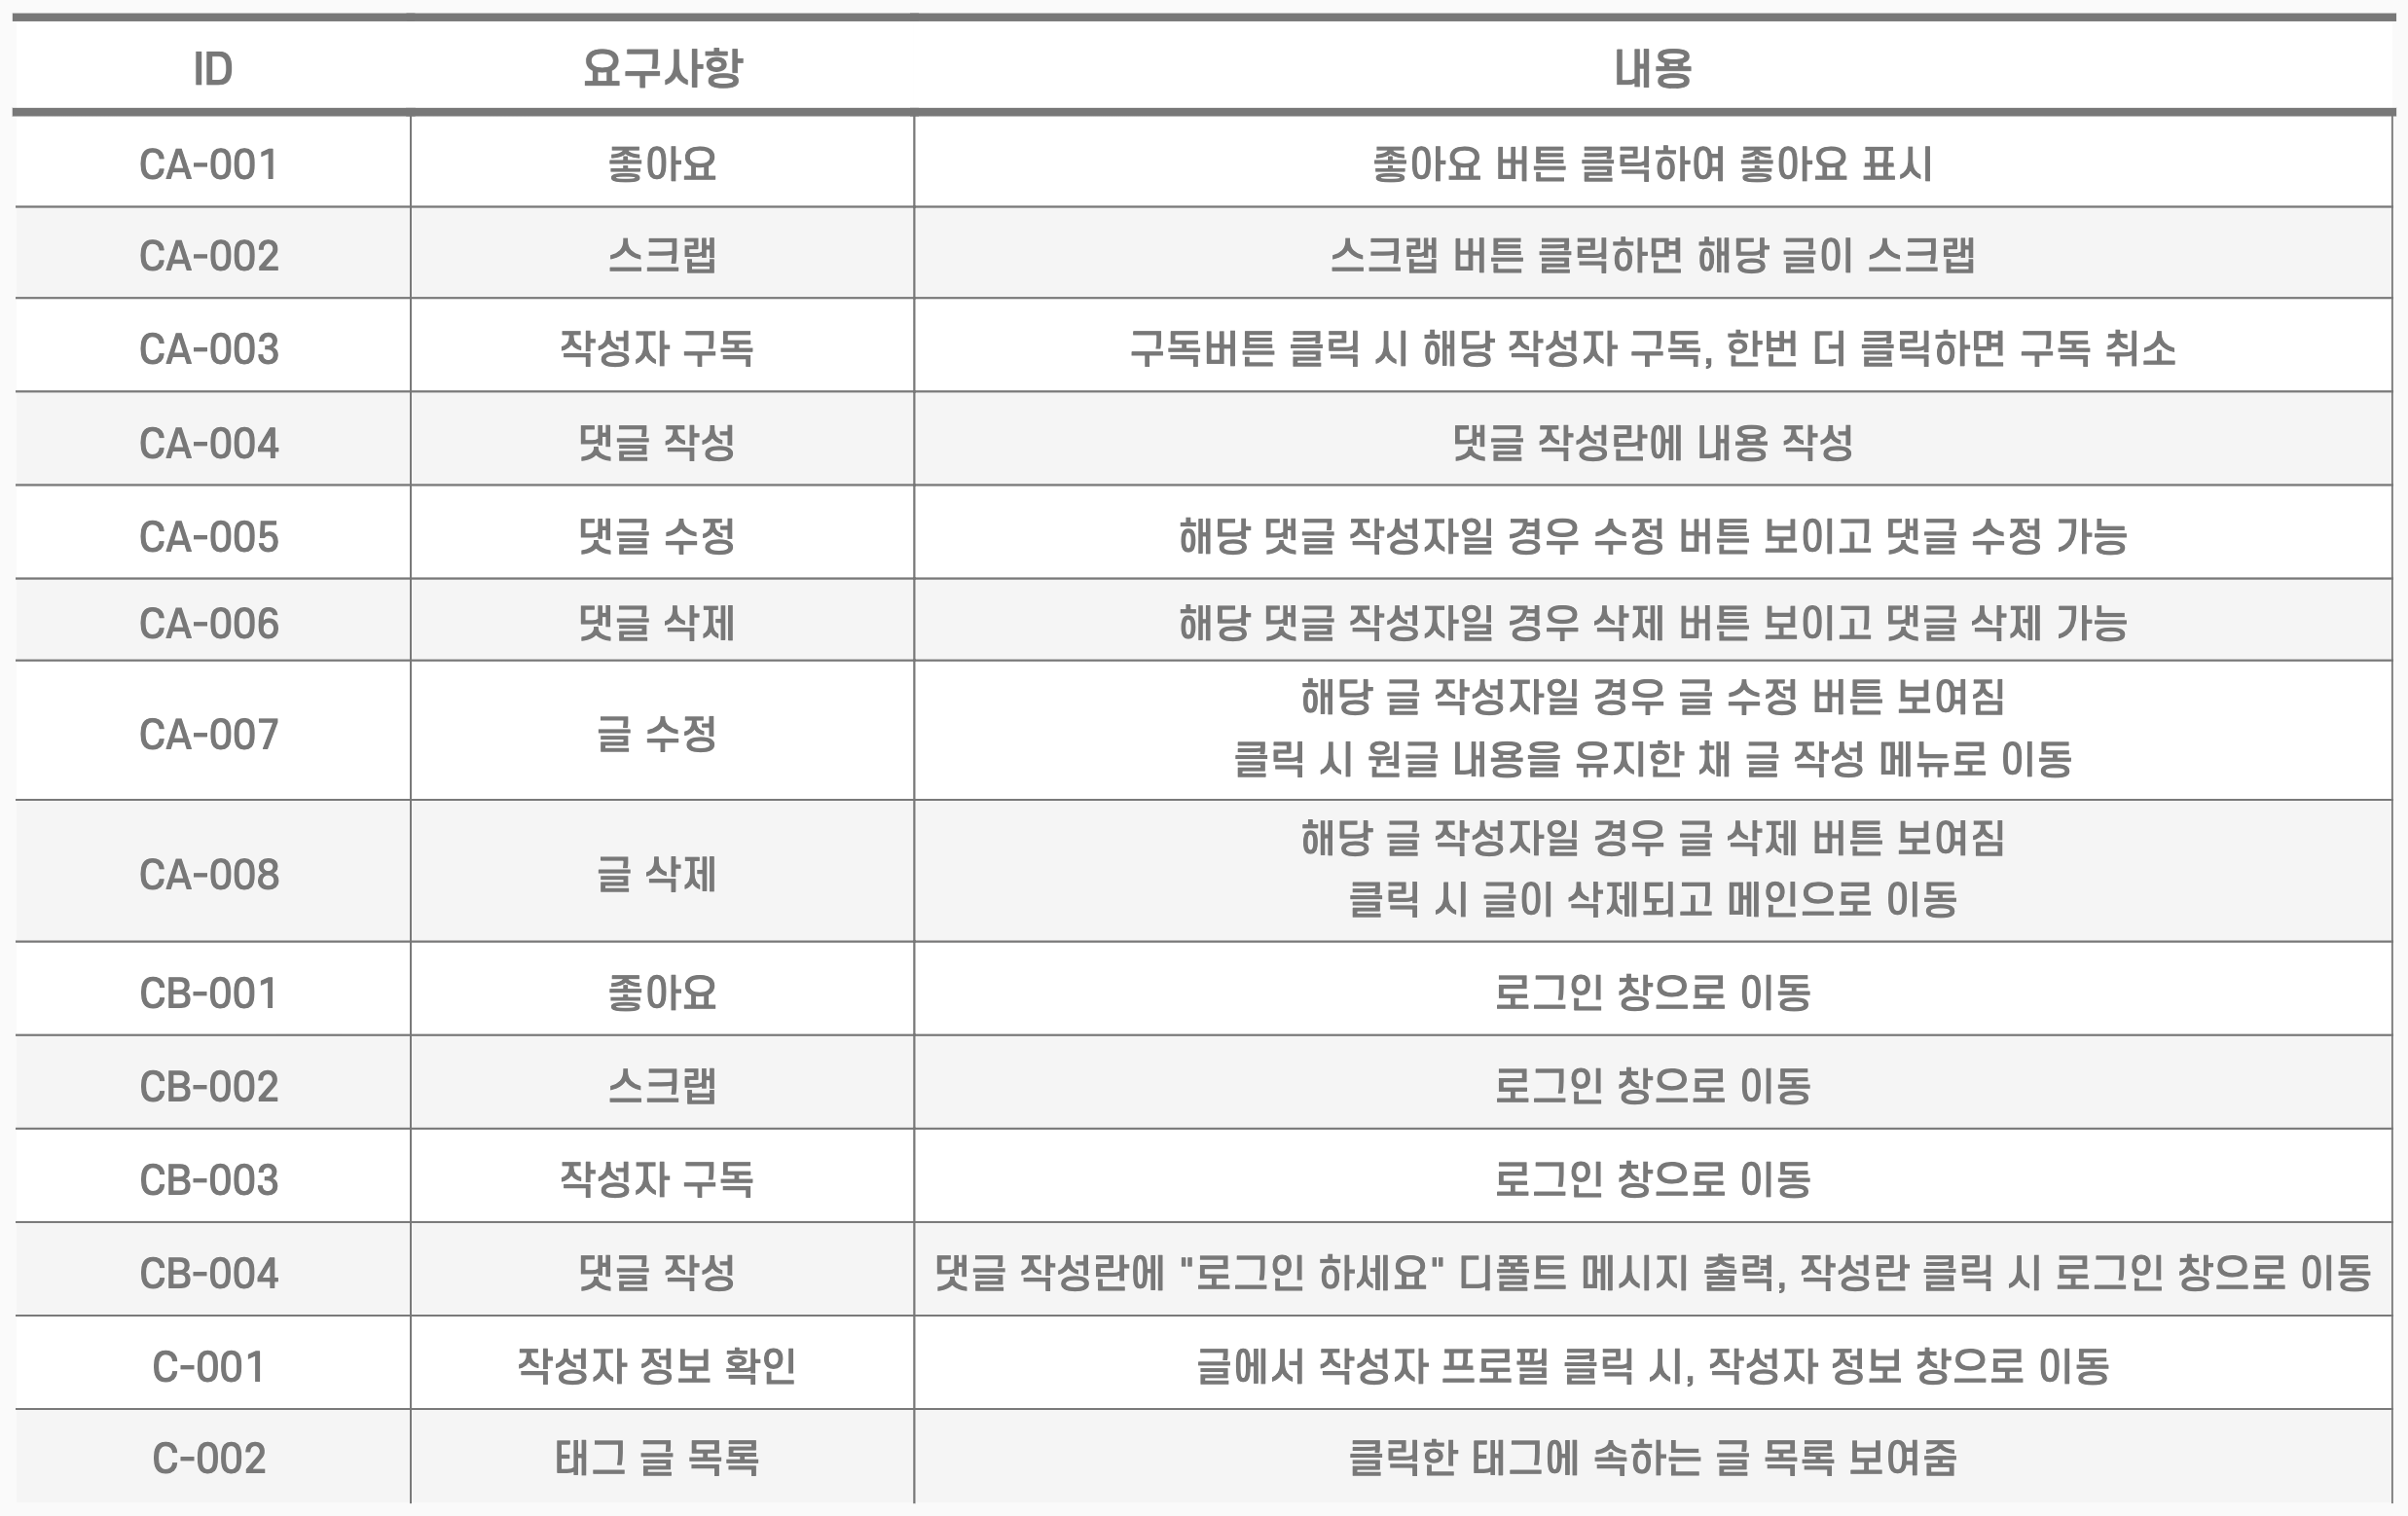 ID 요구사항 내용
CA-001 좋아요 좋아요 버튼 클릭하여 좋아요 표시
CA-002 스크랩 스크랩 버튼 클릭하면 해당 글이 스크랩
CA-003 작성자 구독 구독버튼 클릭 시 해당 작성자 구독, 한번 더 클릭하면 구독 취소
CA-004 댓글 작성 댓글 작성란에 내용 작성
CA-005 댓글 수정 해당 댓글 작성자일 경우 수정 버튼 보이고 댓글 수정 가능
CA-006 댓글 삭제 해당 댓글 작성자일 경우 삭제 버튼 보이고 댓글 삭제 가능
CA-007 글 수정 해당 글 작성자일 경우 글 수정 버튼 보여짐
클릭 시 원글 내용을 유지한 채 글 작성 메뉴로 이동
CA-008 글 삭제 해당 글 작성자일 경우 글 삭제 버튼 보여짐
클릭 시 글이 삭제되고 메인으로 이동
CB-001 좋아요 로그인 창으로 이동
CB-002 스크립 로그인 창으로 이동
CB-003 작성자 구독 로그인 창으로 이동
CB-004 댓글 작성 댓글 작성란에 "로그인 하세요" 디폴트 메시지 출력, 작성란 클릭 시 로그인 창으로 이동
C-001 작성자 정보 확인 글에서 작성자 프로필 클릭 시, 작성자 정보 창으로 이동
C-002 태그 글 목록 클릭한 태그에 속하는 글 목록 보여줌